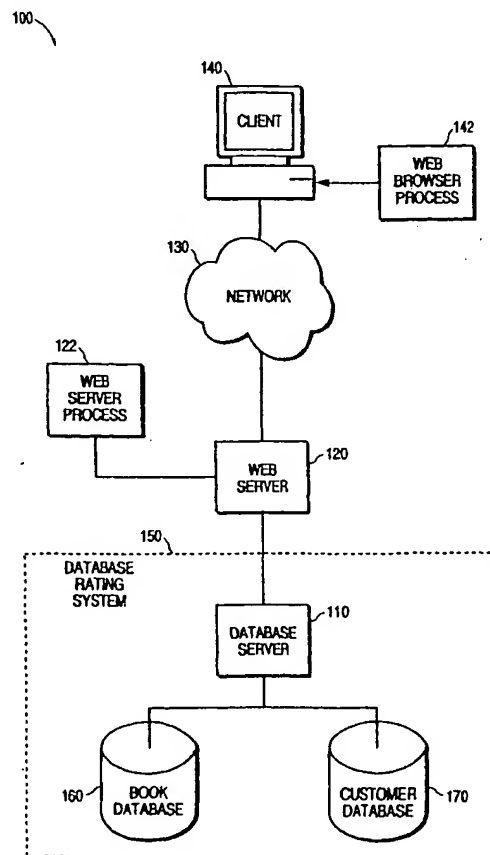 100
140
CLIENT
142
WEB
BROWSER
PROCESS
130
NETWORK
122
WEB
SERVER
PROCESS
120
WEB
SERVER
150
DATABASE
RATING
SYSTEM
110
DATABASE
SERVER
160
BOOK
DATABASE
CUSTOMER
DATABASE
170